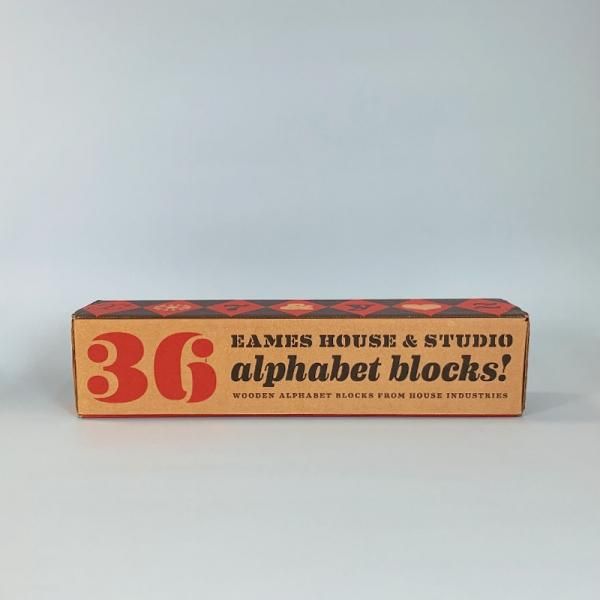 36
EAMES HOUSE & STUDIO
alphabet blocks!
WOODEN ALPHABET BLOCKS FROM HOUSE INDUSTRIES